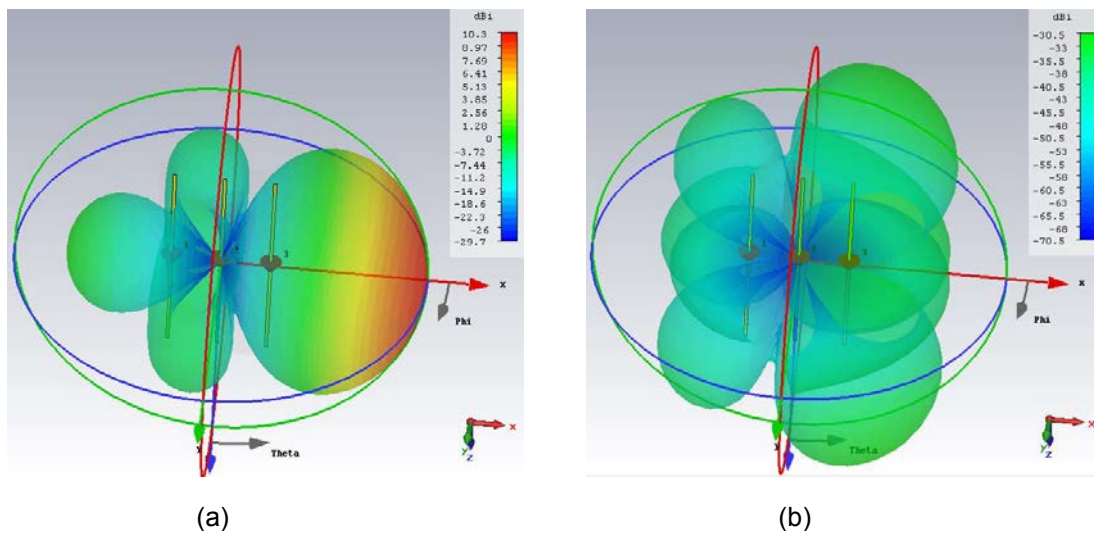 dBi
10.3
8.97
7.69
6.41
5.13
3.85
2.56
1.28
0
-3.72
-7.44
-11.2
-14.9
-18.6
-22.3
-26
-29.7
3
x
Phi
Y
Theta
x
y
z
(a)
dBi
-30.5
-33
-35.5
-38
-40.5
-43
-45.5
-48
-50.5
-53
-55.5
-58
-60.5
-63
-65.5
-68
-70.5
3
x
Phi
Y
Theta
x
y
z
(b)